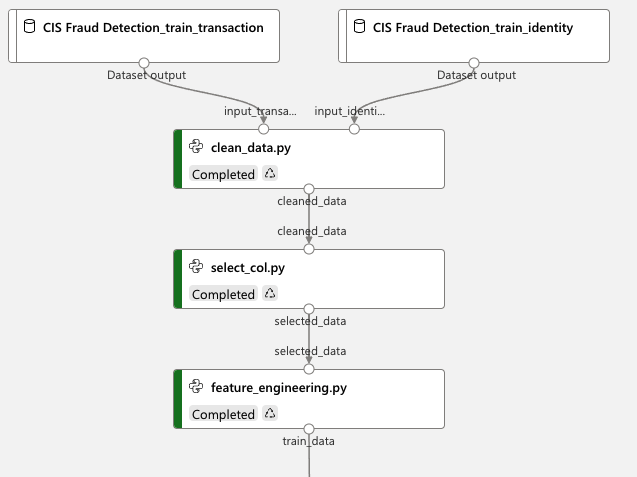 CIS Fraud Detection_train_transaction
CIS Fraud Detection_train_identity
Dataset output
Dataset output
input_transa...
input_identi...
clean_data.py
Completed
cleaned_data
cleaned_data
select_col.py
Completed
selected_data
selected_data
feature_engineering.py
Completed
train_data